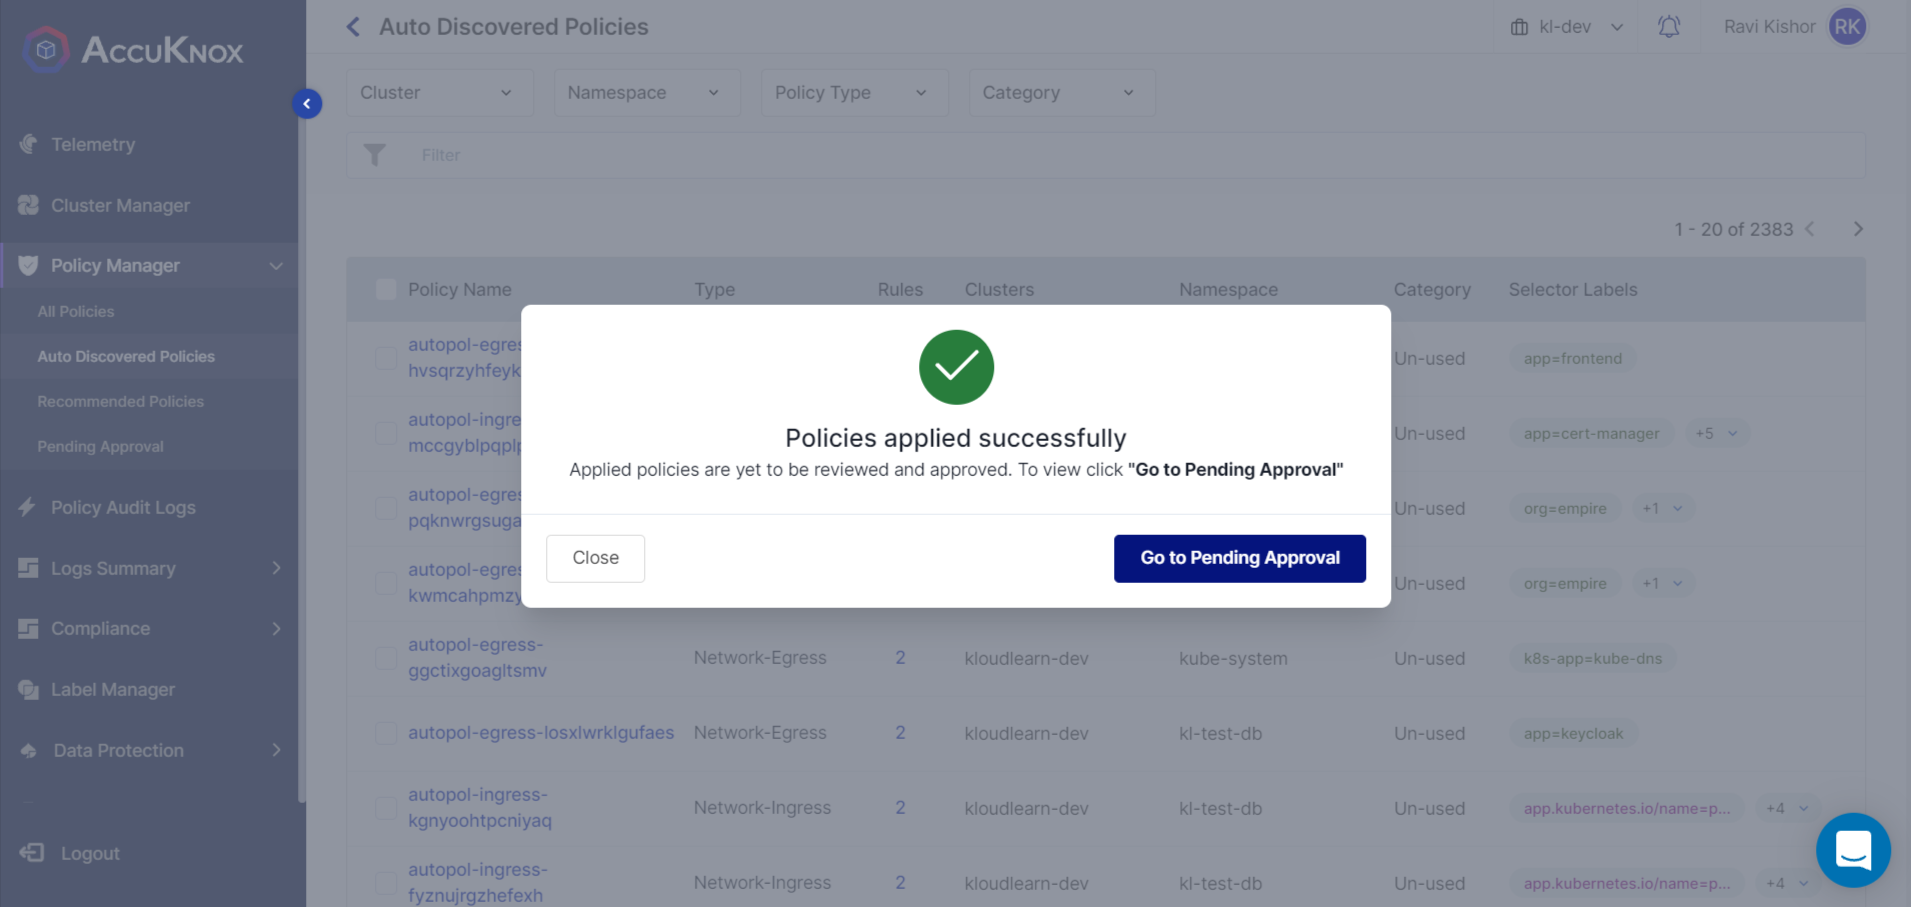 ACCUKNOX
Auto Discovered Policies
kl-dev
Ravi Kishor
RK
Cluster
Namespace
Policy Type
Category
Filter
Telemetry
Cluster Manager
Policy Manager
All Policies
Auto Discovered Policies
Recommended Policies
Pending Approval
Policy Audit Logs
Logs Summary
Compliance
Label Manager
Data Protection
Logout
1 - 20 of 2383
Policy Name Type Rules Clusters Namespace Category Selector Labels
autopol-egres
hvsqrzyhfeyk
Un-used app=frontend
autopol-ingre
mccgyblpqplp
Un-used app=cert-manager +5
autopol-egres
pqknwrgsuga
Un-used org=empire +1
autopol-egres
kwmcahpmzy
Un-used org=empire +1
Policies applied successfully
Applied policies are yet to be reviewed and approved. To view click "Go to Pending Approval"
Close
Go to Pending Approval
autopol-egress-
ggctixgoagltsmv
Network-Egress 2 kloudlearn-dev kube-system Un-used k8s-app=kube-dns
autopol-egress-losxlwrklgufaes Network-Egress 2 kloudlearn-dev kl-test-db Un-used app=keycloak
autopol-ingress-
kgnyoohtpcniyaq
Network-Ingress 2 kloudlearn-dev kl-test-db Un-used app.kubernetes.io/name=p... +4
autopol-ingress-
fyznujrgzhefexh
Network-Ingress 2 kloudlearn-dev kl-test-db Un-used app.kubernetes.io/name=p... +4